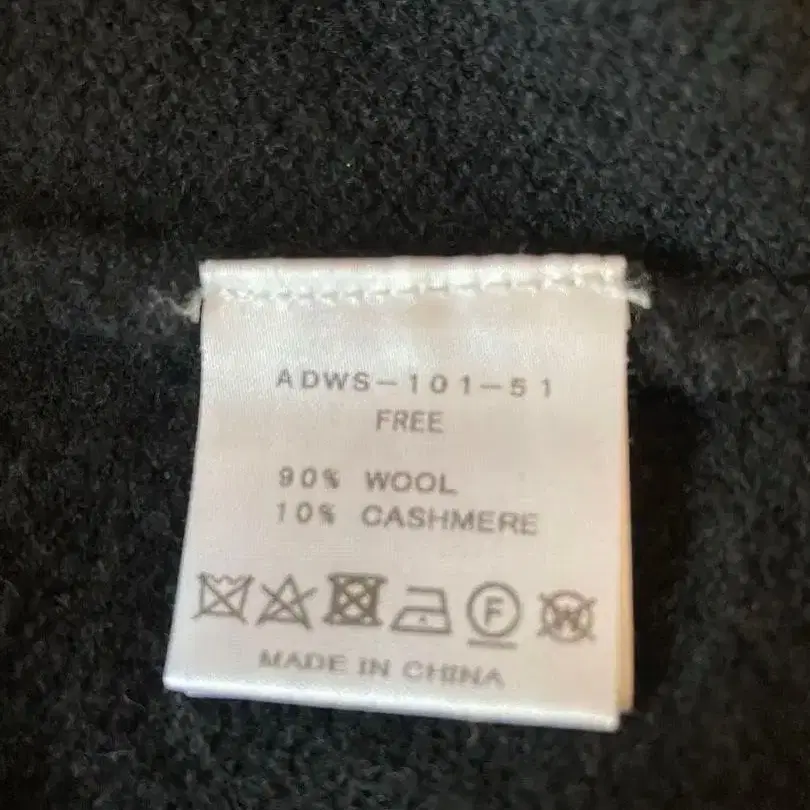 ADWS-101-51
FREE
90% WOOL
10% CASHMERE
F W
MADE IN CHINA